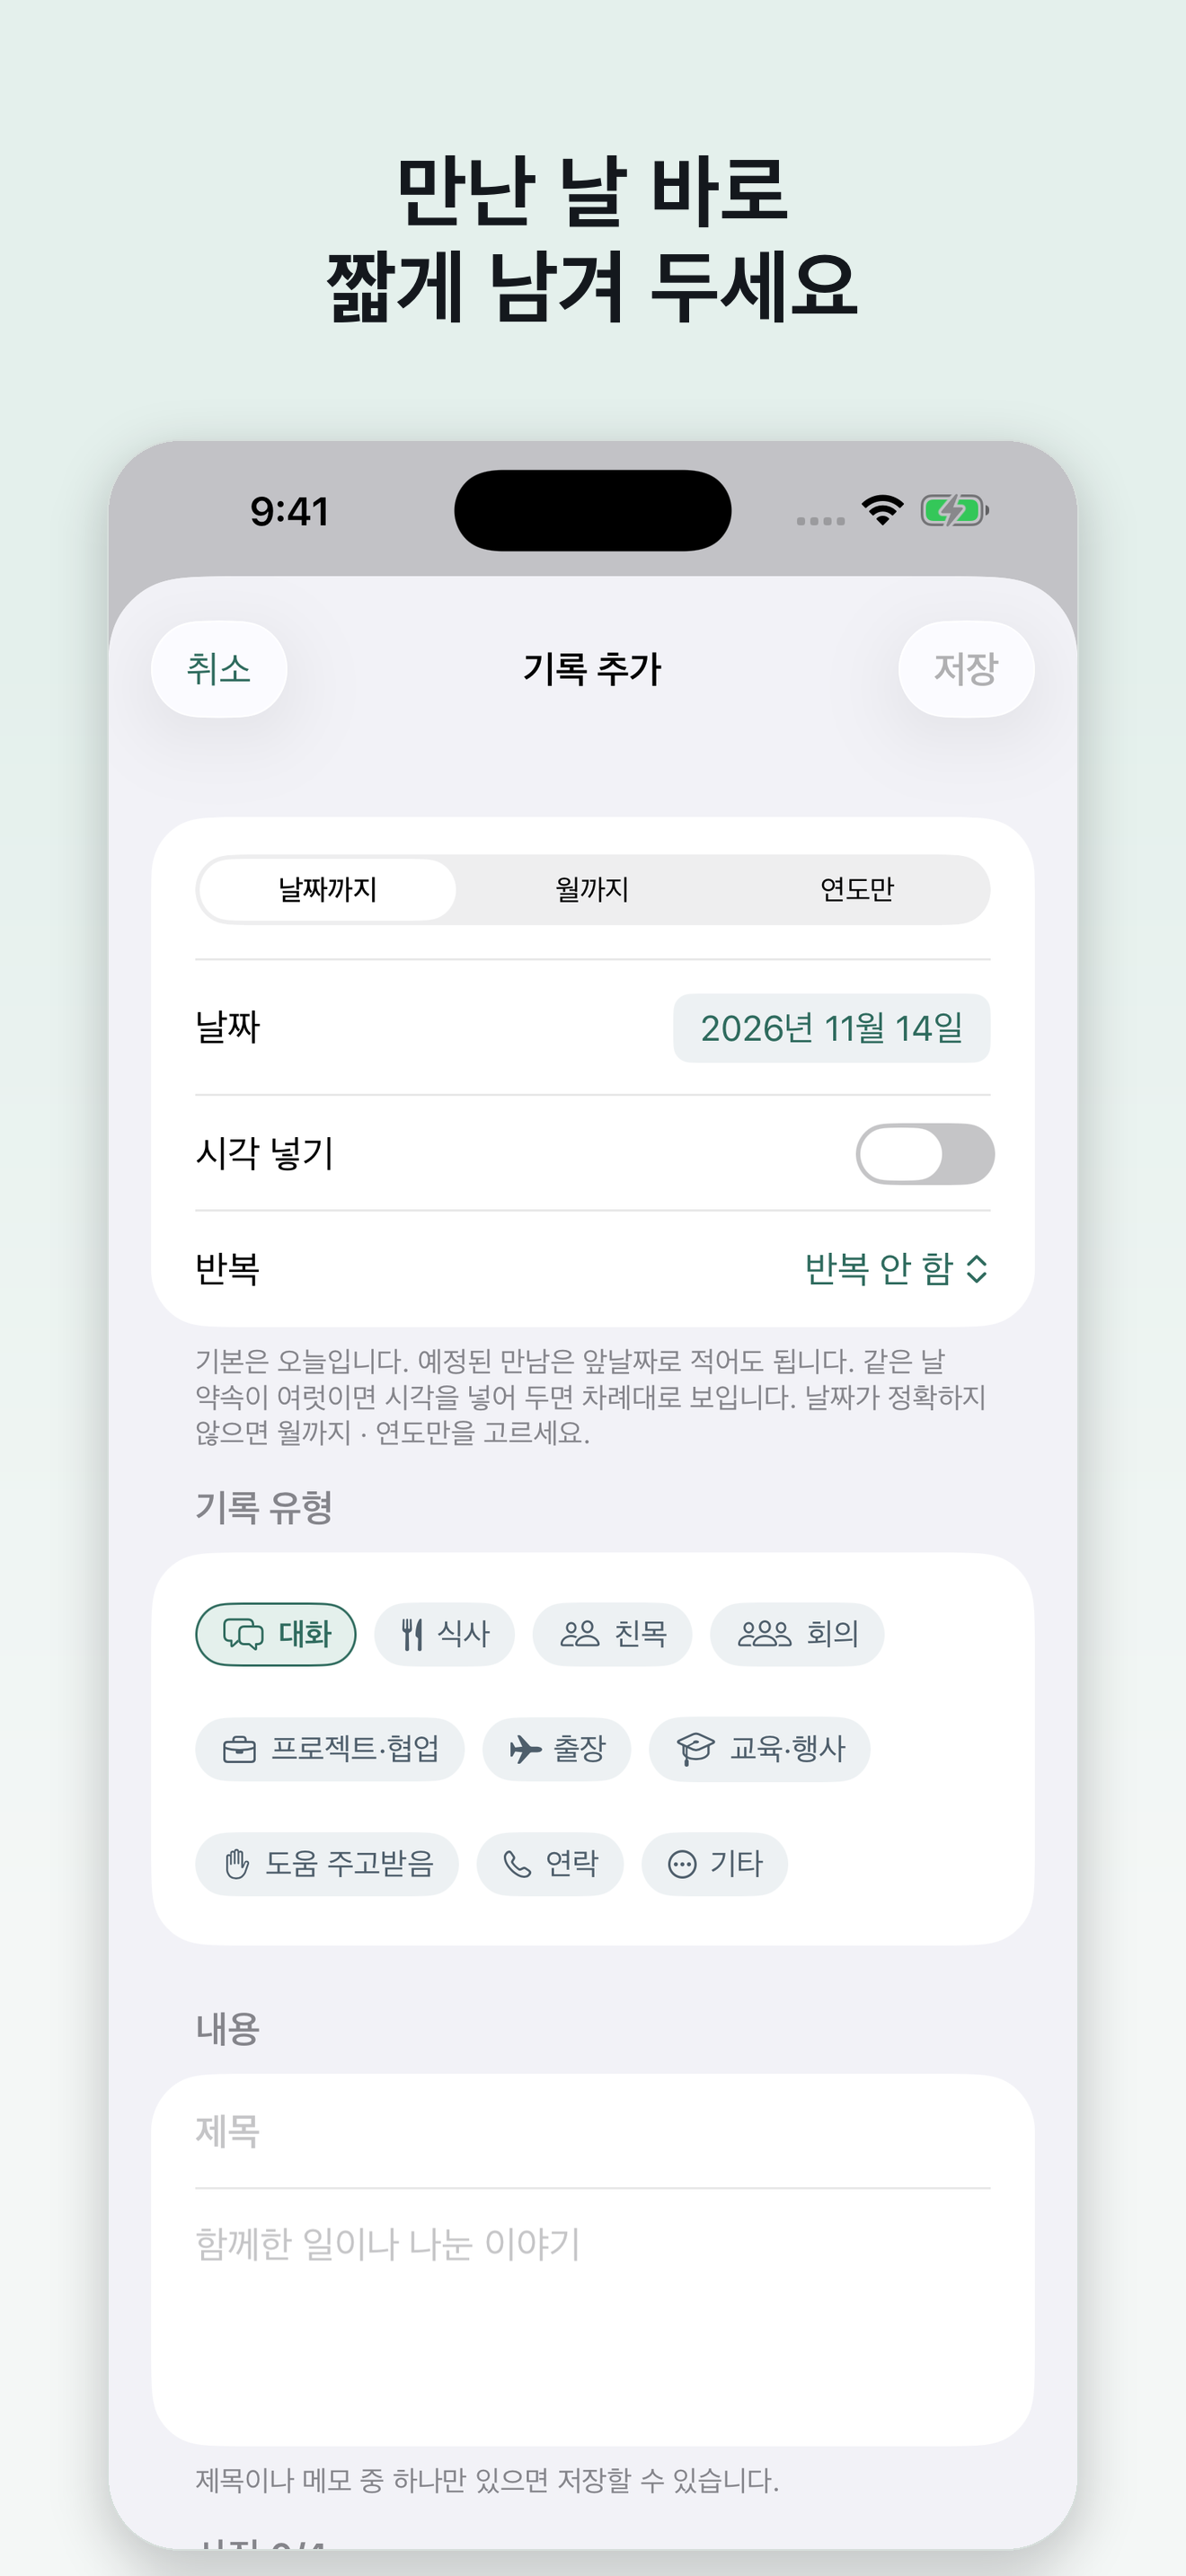 만난 날 바로
짧게 남겨 두세요
9:41
취소
기록 추가
저장
날짜까지
월까지
연도만
날짜
2026년 11월 14일
시각 넣기
반복
반복 안 함
기본은 오늘입니다. 예정된 만남은 앞날짜로 적어도 됩니다. 같은 날
약속이 여럿이면 시각을 넣어 두면 차례대로 보입니다. 날짜가 정확하지
않으면 월까지 · 연도만을 고르세요.
기록 유형
대화
식사
친목
회의
프로젝트·협업
출장
교육·행사
도움 주고받음
연락
기타
내용
제목
함께한 일이나 나눈 이야기
제목이나 메모 중 하나만 있으면 저장할 수 있습니다.